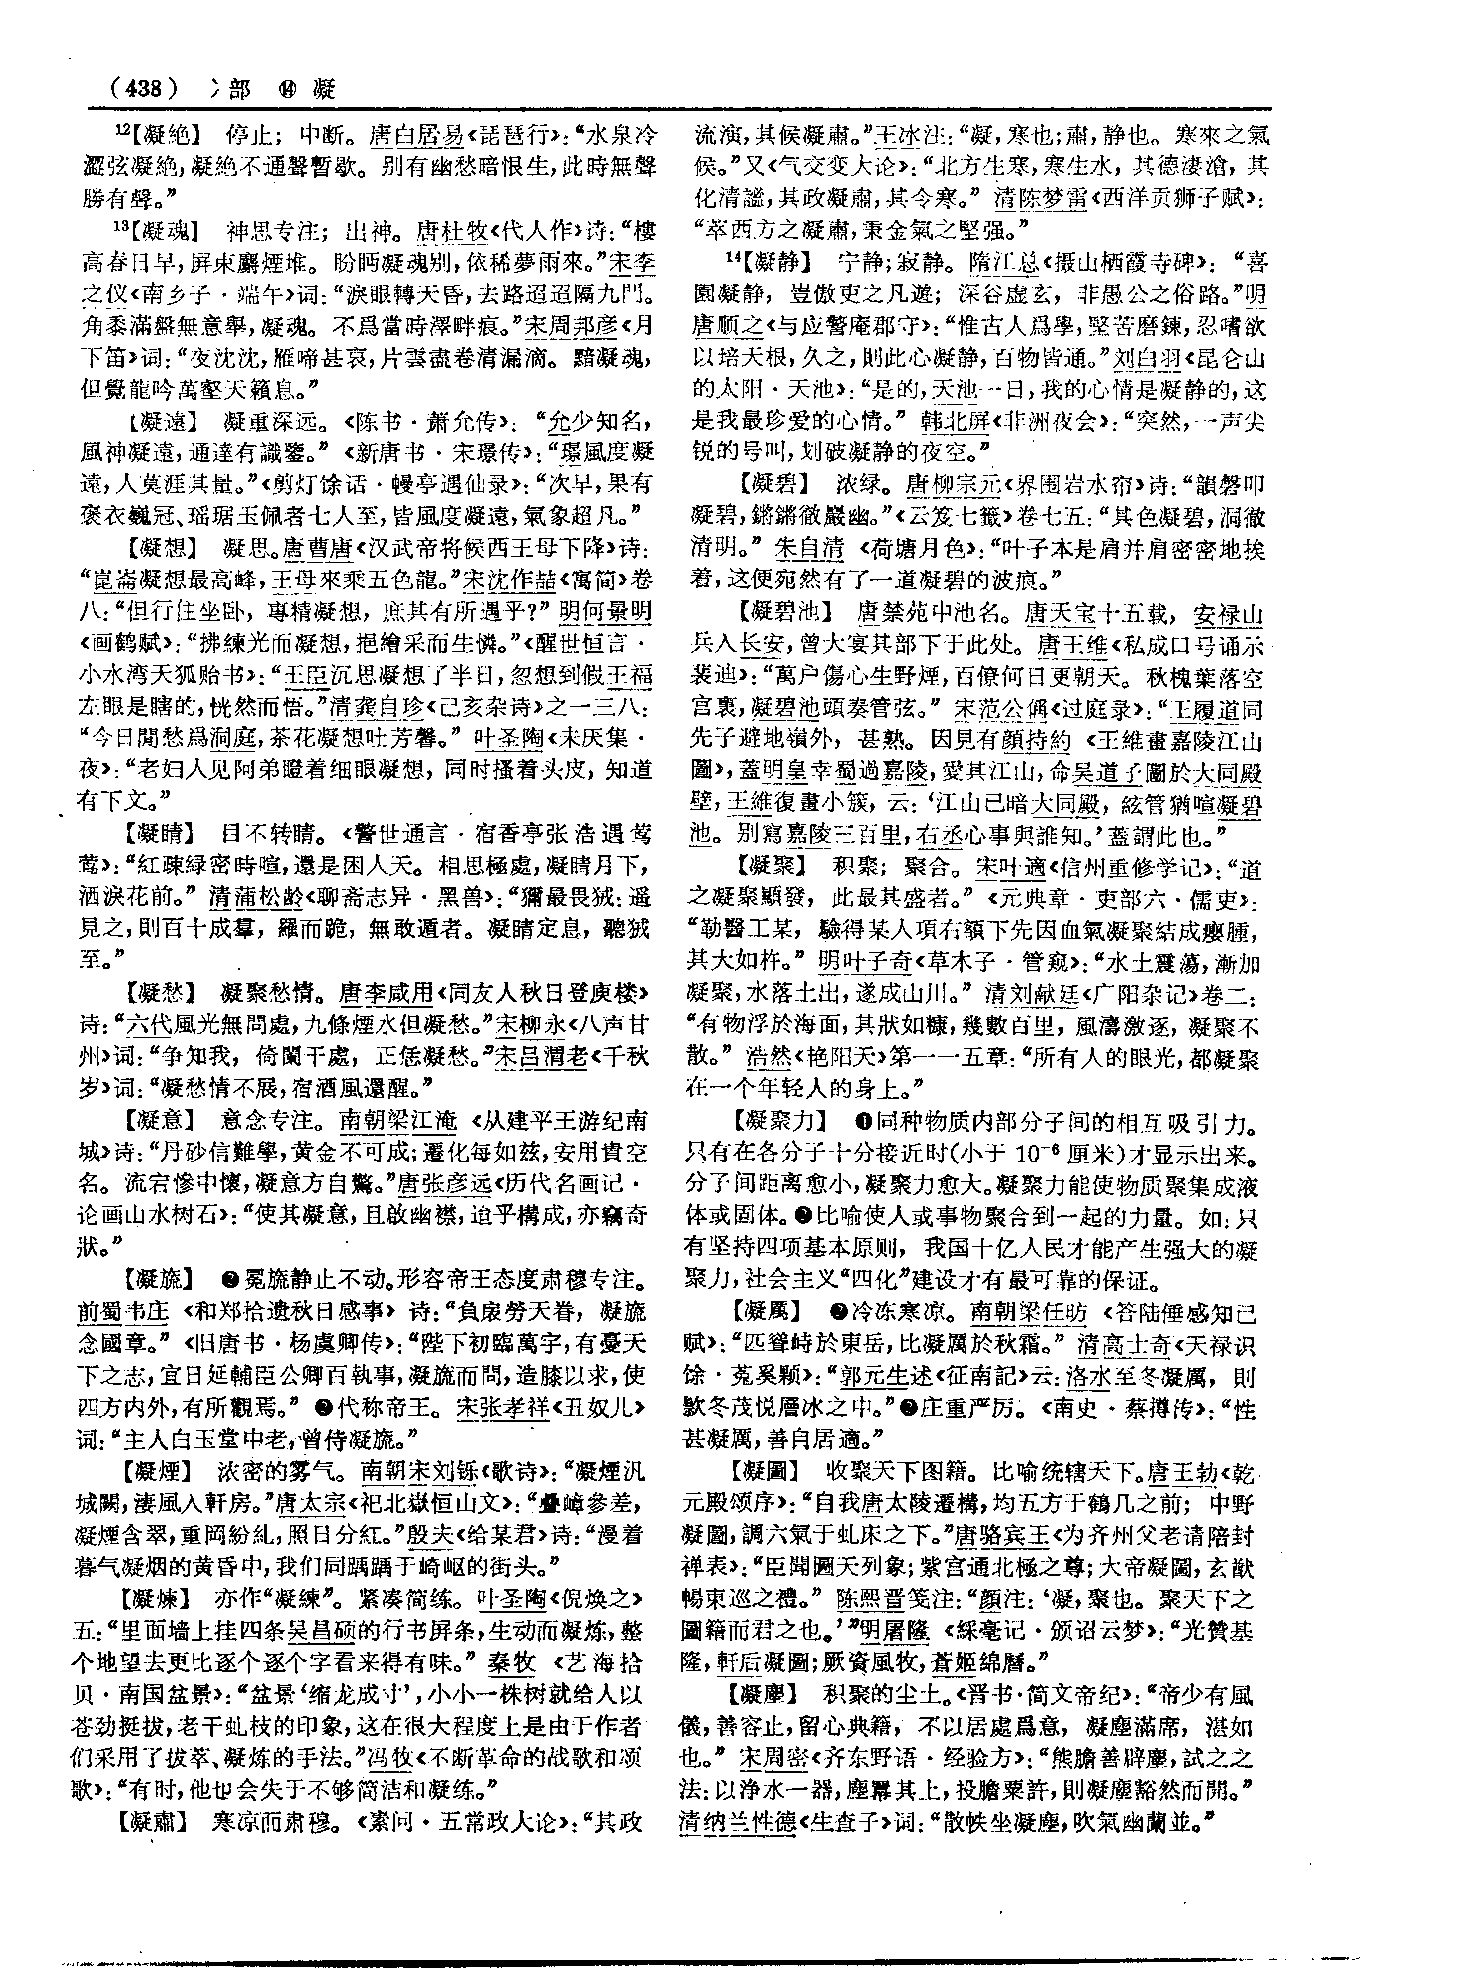 （438） 冫部 ⑭ 凝
12【凝絶】 停止；中断。唐白居易《琵琶行》：“水泉冷
澀弦凝絶，凝絶不通聲暫歇。别有幽愁暗恨生，此時無聲
勝有聲。”
13【凝魂】 神思专注；出神。唐杜牧《代人作》诗：“樓
高春日早，屏束麝煙堆。盼眄凝魂别，依稀夢雨來。”宋李
之仪《南乡子·端午》词：“淚眼轉天昏，去路迢迢隔九門。
角黍滿盤無意舉，凝魂。不爲當時澤畔痕。”宋周邦彦《月
下笛》词：“夜沈沈，雁啼甚哀，片雲盡卷清漏滴。黯凝魂，
但覺龍吟萬壑天籟息。”
【凝遠】 凝重深远。《陈书·萧允传》：“允少知名，
風神凝遠，通達有識鑒。”《新唐书·宋璟传》：“璟風度凝
遠，人莫涯其量。”《剪灯馀话·幔亭遇仙录》：“次早，果有
褒衣巍冠、瑶琚玉佩者七人至，皆風度凝遠，氣象超凡。”
【凝想】 凝思。唐曹唐《汉武帝将候西王母下降》诗：
“崑崙凝想最高峰，王母來乘五色龍。”宋沈作喆《寓简》卷
八：“但行住坐卧，專精凝想，庶其有所遇乎？”明何景明
《画鹤赋》：“拂練光而凝想，挹繪采而生憐。”《醒世恒言·
小水湾天狐贻书》：“王臣沉思凝想了半日，忽想到假王福
左眼是瞎的，恍然而悟。”清龚自珍《己亥杂诗》之一三八：
“今日閒愁爲洞庭，茶花凝想吐芳馨。”叶圣陶《未厌集·
夜》：“老妇人见阿弟瞪着细眼凝想，同时搔着头皮，知道
有下文。”
【凝睛】 目不转睛。《警世通言·宿香亭张浩遇莺
莺》：“紅疎緑密時暄，還是困人天。相思極處，凝睛月下，
洒淚花前。”清蒲松龄《聊斋志异·黑兽》：“獼最畏狨：遥
見之，則百十成羣，羅而跪，無敢遁者。凝睛定息，聽狨
至。”
【凝愁】 凝聚愁情。唐李咸用《同友人秋日登庾楼》
诗：“六代風光無問處，九條煙水但凝愁。”宋柳永《八声甘
州》词：“争知我，倚闌干處，正恁凝愁。”宋吕渭老《千秋
岁》词：“凝愁情不展，宿酒風還醒。”
【凝意】 意念专注。南朝梁江淹《从建平王游纪南
城》诗：“丹砂信難學，黄金不可成；遷化每如兹，安用貴空
名。流宕慘中懷，凝意方自驚。”唐张彦远《历代名画记·
论画山水树石》：“使其凝意，且啟幽襟，迨乎構成，亦竊奇
狀。”
【凝旒】 ❶冕旒静止不动。形容帝王态度肃穆专注。
前蜀韦庄《和郑拾遗秋日感事》诗：“負扆勞天眷，凝旒
念國章。”《旧唐书·杨虞卿传》：“陛下初臨萬宇，有憂天
下之志，宜日延輔臣公卿百執事，凝旒而問，造膝以求，使
四方内外，有所觀焉。”❷代称帝王。宋张孝祥《丑奴儿》
词：“主人白玉堂中老，曾侍凝旒。”
【凝煙】 浓密的雾气。南朝宋刘铄《歌诗》：“凝煙汎
城闕，淒風入軒房。”唐太宗《祀北嶽恒山文》：“疊嶂參差，
凝煙含翠，重岡紛糺，照日分紅。”殷夫《给某君》诗：“漫着
暮气凝烟的黄昏中，我们同踽踽于崎岖的街头。”
【凝煉】 亦作“凝練”。紧凑简练。叶圣陶《倪焕之》
五：“里面墙上挂四条吴昌硕的行书屏条，生动而凝炼，整
个地望去更比逐个逐个字看来得有味。”秦牧《艺海拾
贝·南国盆景》：“盆景‘缩龙成寸’，小小一株树就给人以
苍劲挺拔，老干虬枝的印象，这在很大程度上是由于作者
们采用了拔萃、凝炼的手法。”冯牧《不断革命的战歌和颂
歌》：“有时，他也会失于不够简洁和凝练。”
【凝肅】 寒凉而肃穆。《素问·五常政大论》：“其政
流演，其候凝肅。”王冰注：“凝，寒也；肅，静也。寒來之氣
候。”又《气交变大论》：“北方生寒，寒生水，其德淒滄，其
化清謐，其政凝肅，其令寒。”清陈梦雷《西洋贡狮子赋》：
“萃西方之凝肅，秉金氣之堅强。”
14【凝静】 宁静；寂静。隋江总《摄山栖霞寺碑》：“喜
園凝静，豈傲吏之凡遊；深谷虚玄，非愚公之俗路。”明
唐顺之《与应警庵郡守》：“惟古人爲學，堅苦磨鍊，忍嗜欲
以培天根，久之，則此心凝静，百物皆通。”刘白羽《昆仑山
的太阳·天池》：“是的，天池一日，我的心情是凝静的，这
是我最珍爱的心情。”韩北屏《非洲夜会》：“突然，一声尖
锐的号叫，划破凝静的夜空。”
【凝碧】 浓绿。唐柳宗元《界围岩水帘》诗：“韻磬叩
凝碧，鏘鏘徹巖幽。”《云笈七籤》卷七五：“其色凝碧，洞徹
清明。”朱自清《荷塘月色》：“叶子本是肩并肩密密地挨
着，这便宛然有了一道凝碧的波痕。”
【凝碧池】 唐禁苑中池名。唐天宝十五载，安禄山
兵入长安，曾大宴其部下于此处。唐王维《私成口号诵示
裴迪》：“萬户傷心生野煙，百僚何日更朝天。秋槐葉落空
宫裏，凝碧池頭奏管弦。”宋范公偁《过庭录》：“王履道同
先子避地嶺外，甚熟。因見有顔持約《王維畫嘉陵江山
圖》，蓋明皇幸蜀過嘉陵，愛其江山，命吴道子圖於大同殿
壁，王維復畫小簇，云：‘江山已暗大同殿，絃管猶喧凝碧
池。别寫嘉陵三百里，右丞心事與誰知。’蓋謂此也。”
【凝聚】 积聚；聚合。宋叶適《信州重修学记》：“道
之凝聚顯發，此最其盛者。”《元典章·吏部六·儒吏》：
“勒醫工某，驗得某人項右頷下先因血氣凝聚結成癭腫，
其大如杵。”明叶子奇《草木子·管窥》：“水土震蕩，漸加
凝聚，水落土出，遂成山川。”清刘献廷《广阳杂记》卷二：
“有物浮於海面，其狀如糠，幾數百里，風濤激逐，凝聚不
散。”浩然《艳阳天》第一一五章：“所有人的眼光，都凝聚
在一个年轻人的身上。”
【凝聚力】 ❶同种物质内部分子间的相互吸引力。
只有在各分子十分接近时（小于 10⁻⁶ 厘米）才显示出来。
分子间距离愈小，凝聚力愈大。凝聚力能使物质聚集成液
体或固体。❷比喻使人或事物聚合到一起的力量。如：只
有坚持四项基本原则，我国十亿人民才能产生强大的凝
聚力，社会主义“四化”建设才有最可靠的保证。
【凝厲】 ❶冷冻寒凉。南朝梁任昉《答陆倕感知己
赋》：“匹聳峙於東岳，比凝厲於秋霜。”清高士奇《天禄识
馀·菟奚颗》：“郭元生述《征南記》云：洛水至冬凝厲，則
欵冬茂悦層冰之中。”❷庄重严厉。《南史·蔡撙传》：“性
甚凝厲，善自居適。”
【凝圖】 收聚天下图籍。比喻统辖天下。唐王勃《乾
元殿颂序》：“自我唐太陵遷構，均五方于鶴几之前；中野
凝圖，調六氣于虬床之下。”唐骆宾王《为齐州父老请陪封
禅表》：“臣聞圓天列象；紫宫通北極之尊；大帝凝圖，玄猷
暢東巡之禮。”陈熙晋笺注：“顔注：‘凝，聚也。聚天下之
圖籍而君之也。’”明屠隆《綵毫记·颁诏云梦》：“光贊基
隆，軒后凝圖；厥資風牧，蒼姬綿曆。”
【凝塵】 积聚的尘土。《晋书·简文帝纪》：“帝少有風
儀，善容止，留心典籍，不以居處爲意，凝塵滿席，湛如
也。”宋周密《齐东野语·经验方》：“熊膽善辟塵，試之之
法：以浄水一器，塵羃其上，投膽粟許，則凝塵豁然而開。”
清纳兰性德《生查子》词：“散帙坐凝塵，吹氣幽蘭並。”